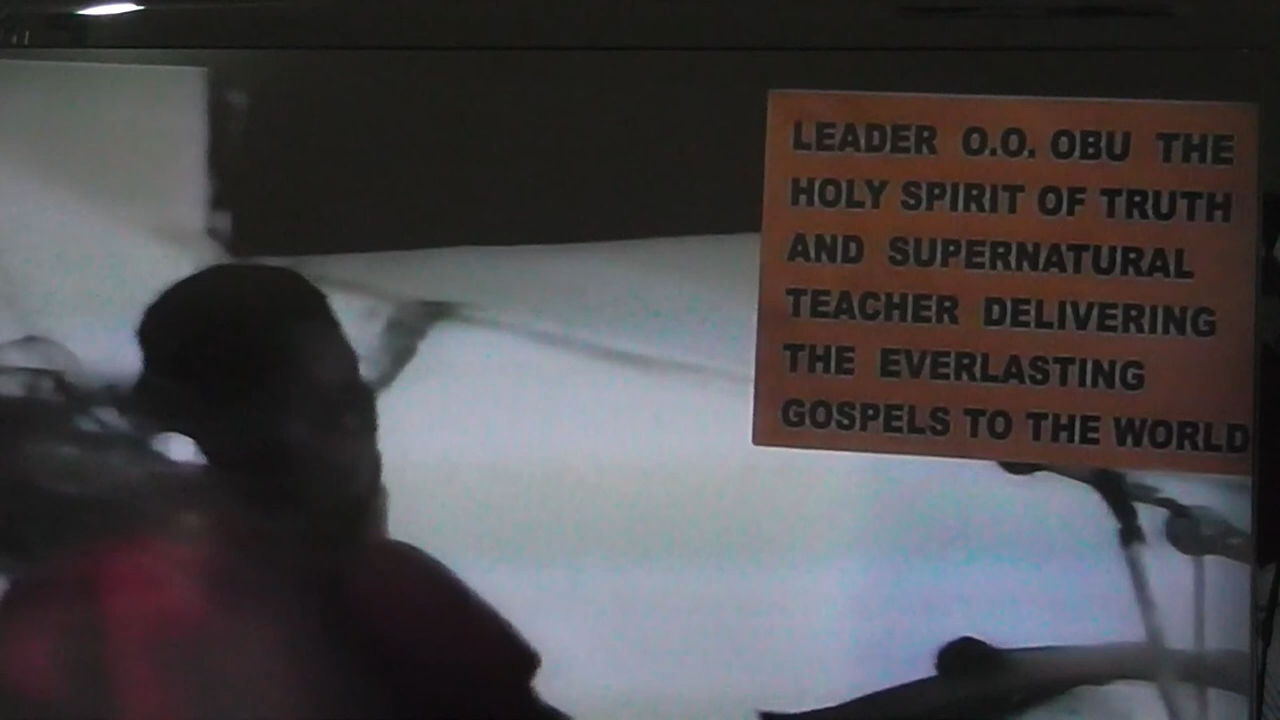 LEADER O.O. OBU THE
HOLY SPIRIT OF TRUTH
AND SUPERNATURAL
TEACHER DELIVERING
THE EVERLASTING
GOSPELS TO THE WORLD